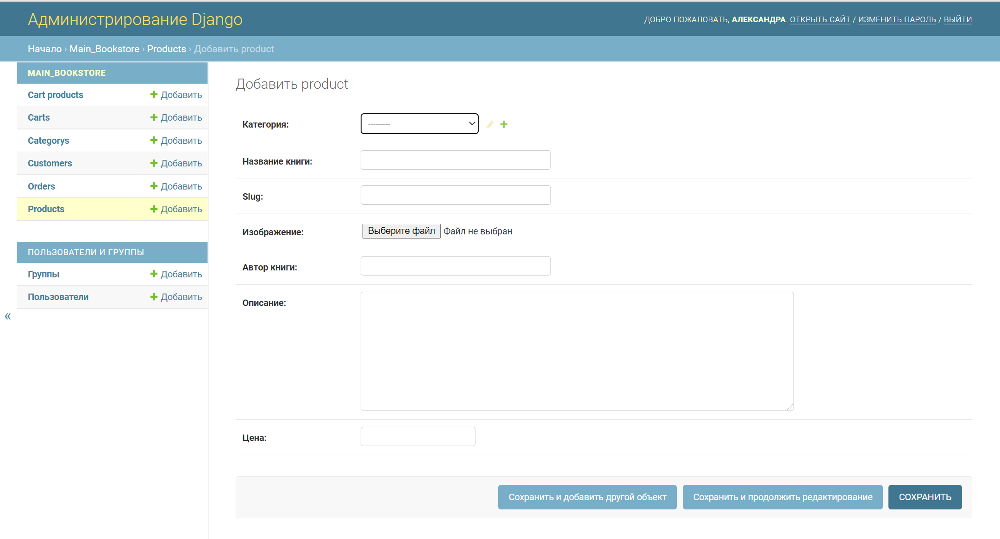 Администрирование Django
ДОБРО ПОЖАЛОВАТЬ, АЛЕКСАНДРА. ОТКРЫТЬ САЙТ / ИЗМЕНИТЬ ПАРОЛЬ / ВЫЙТИ
Начало › Main_Bookstore › Products › Добавить product
MAIN_BOOKSTORE
Cart products Добавить
Carts Добавить
Categorys Добавить
Customers Добавить
Orders Добавить
Products Добавить
ПОЛЬЗОВАТЕЛИ И ГРУППЫ
Группы Добавить
Пользователи Добавить
«
Добавить product
Категория: ---------
Название книги:
Slug:
Изображение: Выберите файл Файл не выбран
Автор книги:
Описание:
Цена:
Сохранить и добавить другой объект Сохранить и продолжить редактирование СОХРАНИТЬ